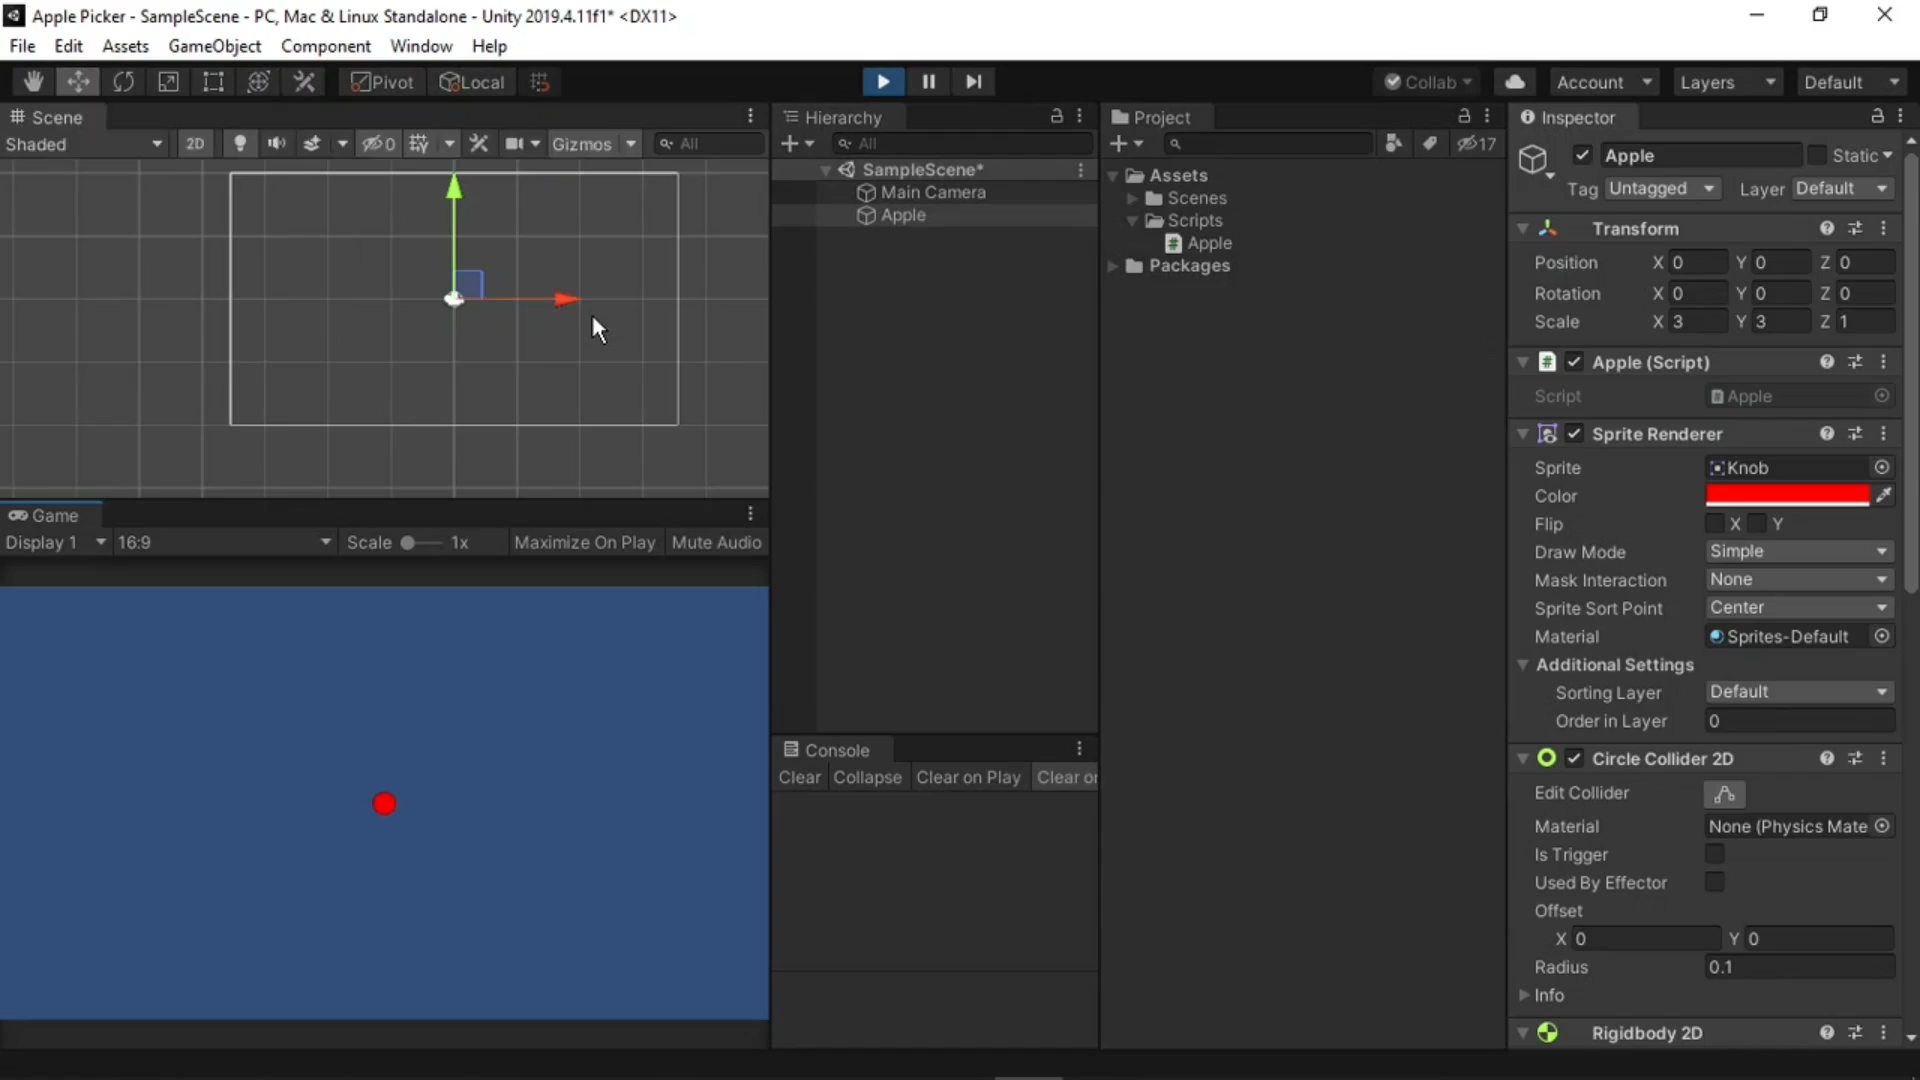 Apple Picker - SampleScene - PC, Mac & Linux Standalone - Unity 2019.4.11f1* <DX11>
File Edit Assets GameObject Component Window Help
Pivot Local Collab Account Layers Default
Scene
Shaded 2D 0 Gizmos All
Game
Display 1 16:9 Scale 1x Maximize On Play Mute Audio
Hierarchy
All
SampleScene*
Main Camera
Apple
Console
Clear Collapse Clear on Play Clear or
Project
17
Assets
Scenes
Scripts
Apple
Packages
Inspector
Apple Static
Tag Untagged Layer Default
Transform
Position X 0 Y 0 Z 0
Rotation X 0 Y 0 Z 0
Scale X 3 Y 3 Z 1
# Apple (Script)
Script Apple
Sprite Renderer
Sprite Knob
Color
Flip X Y
Draw Mode Simple
Mask Interaction None
Sprite Sort Point Center
Material Sprites-Default
Additional Settings
Sorting Layer Default
Order in Layer 0
Circle Collider 2D
Edit Collider
Material None (Physics Mate
Is Trigger
Used By Effector
Offset
X 0 Y 0
Radius 0.1
Info
Rigidbody 2D